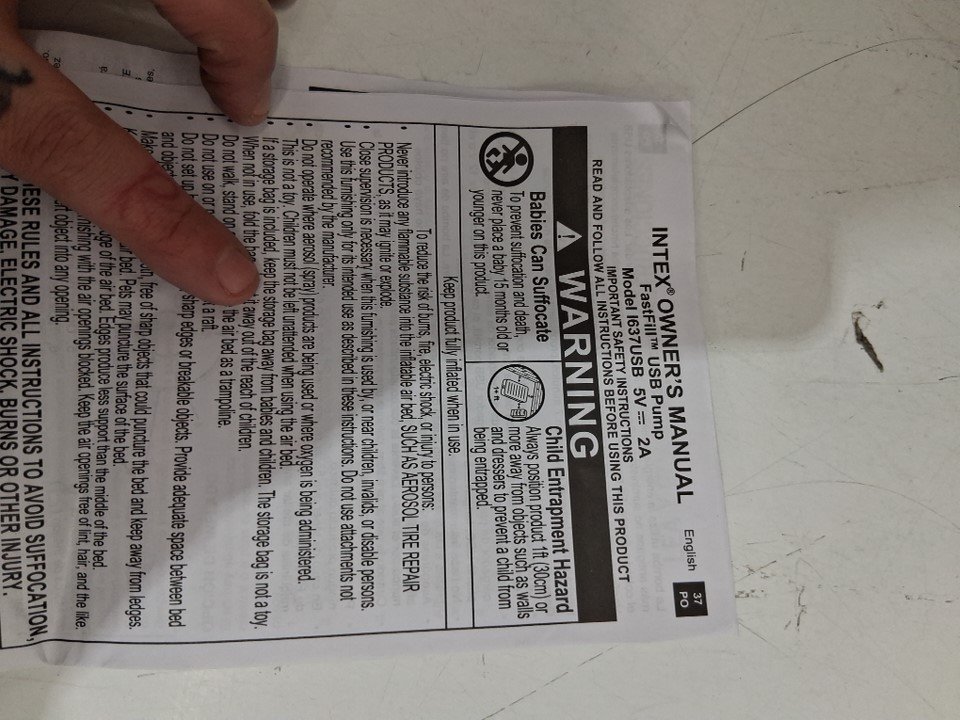 INTEX® OWNER'S MANUAL
English
37
PO
FastFill™ USB Pump
Model 1637USB 5V⎓ 2A
IMPORTANT SAFETY INSTRUCTIONS
READ AND FOLLOW ALL INSTRUCTIONS BEFORE USING THIS PRODUCT
WARNING
Babies Can Suffocate
To prevent suffocation and death,
never place a baby 15 months old or
younger on this product.
1+ ft
Child Entrapment Hazard
Always position product 1ft (30cm) or
more away from objects such as walls
and dressers to prevent a child from
being entrapped.
Keep product fully inflated when in use.
To reduce the risk of burns, fire, electric shock, or injury to persons:
• Never introduce any flammable substance into the inflatable air bed, SUCH AS AEROSOL TIRE REPAIR
PRODUCTS, as it may ignite or explode.
• Close supervision is necessary when this furnishing is used by, or near children, invalids, or disable persons.
• Use this furnishing only for its intended use as described in these instructions. Do not use attachments not
recommended by the manufacturer.
• Do not operate where aerosol (spray) products are being used or where oxygen is being administered.
• This is not a toy. Children must not be left unattended when using the air bed.
• If a storage bag is included, keep the storage bag away from babies and children. The storage bag is not a toy.
When not in use, fold the it away out of the reach of children.
Do not walk, stand on the air bed as a trampoline.
• Do not use on or a raft.
• Do not set up sharp edges or breakable objects. Provide adequate space between bed
and object
• Make free of sharp objects that could puncture the bed and keep away from ledges.
bed. Pets may puncture the surface of the bed.
of the air bed. Edges produce less support than the middle of the bed.
with the air openings blocked. Keep the air openings free of lint, hair, and the like.
object into any opening.
RULES AND ALL INSTRUCTIONS TO AVOID SUFFOCATION,
DAMAGE, ELECTRIC SHOCK, BURNS OR OTHER INJURY.